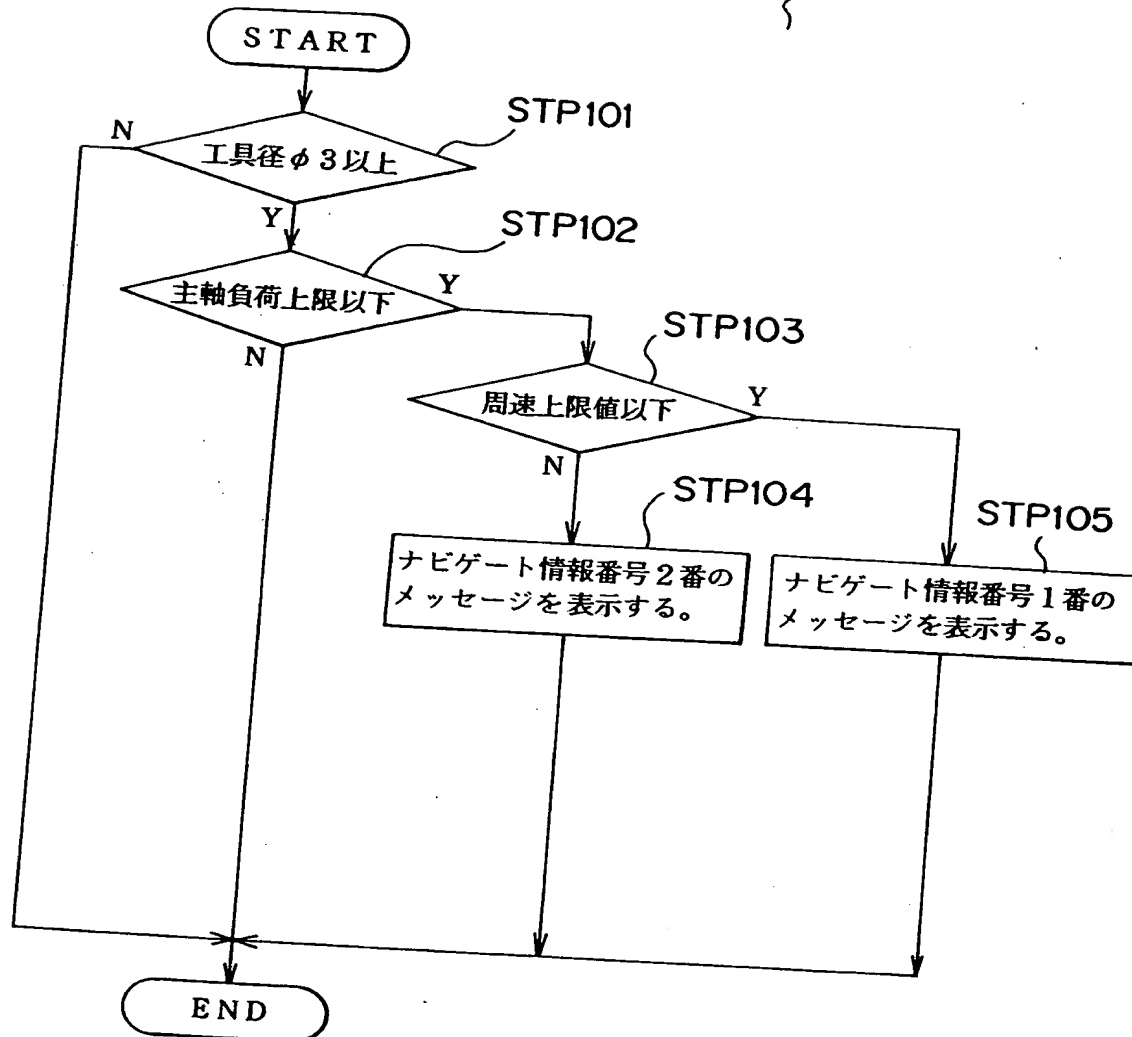 START
STP101
N
工具径φ3以上
Y
STP102
主軸負荷上限以下
Y
N
STP103
周速上限値以下
Y
N
STP104
ナビゲート情報番号2番の
メッセージを表示する。
STP105
ナビゲート情報番号1番の
メッセージを表示する。
END